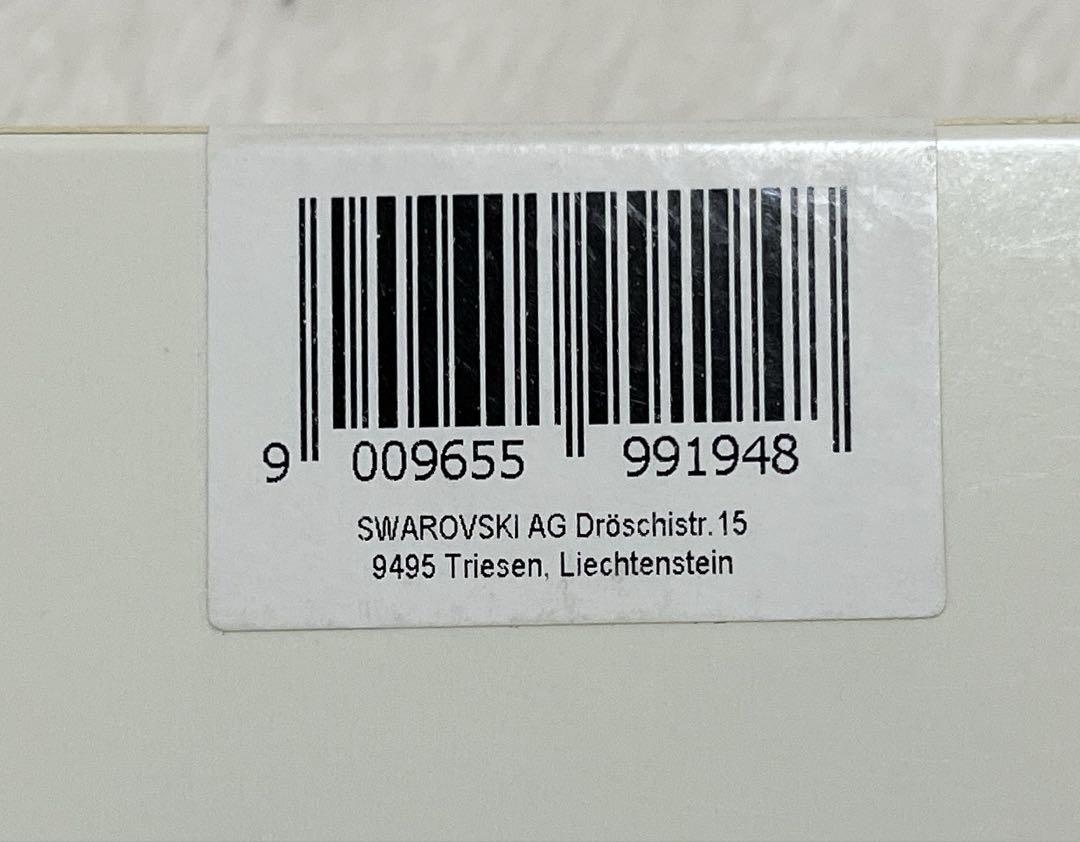 9 009655 991948
SWAROVSKI AG Dröschistr. 15
9495 Triesen, Liechtenstein